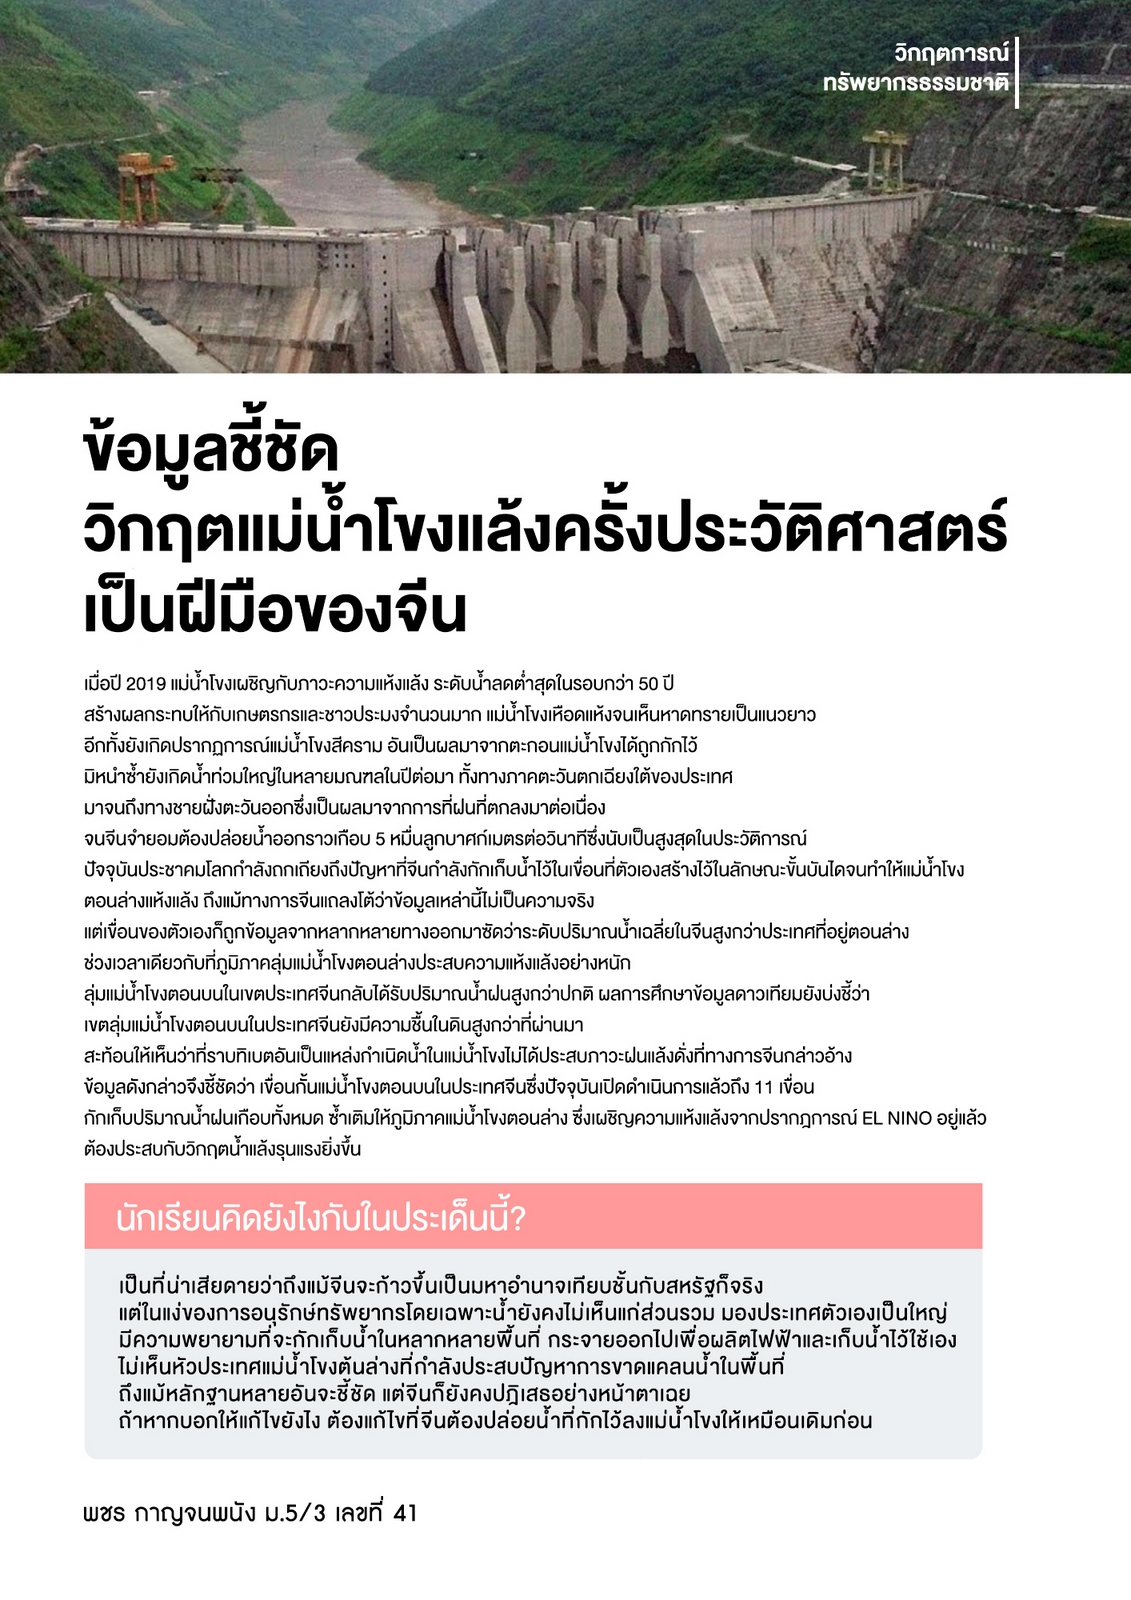 วิกฤตการณ์
ทรัพยากรธรรมชาติ
ข้อมูลชี้ชัด
วิกฤตแม่น้ำโขงแล้งครั้งประวัติศาสตร์
เป็นฝีมือของจีน
เมื่อปี 2019 แม่น้ำโขงเผชิญกับภาวะความแห้งแล้ง ระดับน้ำลดต่ำสุดในรอบกว่า 50 ปี
สร้างผลกระทบให้กับเกษตรกรและชาวประมงจำนวนมาก แม่น้ำโขงเหือดแห้งจนเห็นหาดทรายเป็นแนวยาว
อีกทั้งยังเกิดปรากฏการณ์แม่น้ำโขงสีคราม อันเป็นผลมาจากตะกอนแม่น้ำโขงได้ถูกกักไว้
มิหนำซ้ำยังเกิดน้ำท่วมใหญ่ในหลายมณฑลในปีต่อมา ทั้งทางภาคตะวันตกเฉียงใต้ของประเทศ
มาจนถึงทางชายฝั่งตะวันออกซึ่งเป็นผลมาจากการที่ฝนที่ตกลงมาต่อเนื่อง
จนจีนจำยอมต้องปล่อยน้ำออกราวเกือบ 5 หมื่นลูกบาศก์เมตรต่อวินาทีซึ่งนับเป็นสูงสุดในประวัติการณ์
ปัจจุบันประชาคมโลกกำลังถกเถียงถึงปัญหาที่จีนกำลังกักเก็บน้ำไว้ในเขื่อนที่ตัวเองสร้างไว้ในลักษณะขั้นบันไดจนทำให้แม่น้ำโขง
ตอนล่างแห้งแล้ง ถึงแม้ทางการจีนแถลงโต้ว่าข้อมูลเหล่านี้ไม่เป็นความจริง
แต่เขื่อนของตัวเองก็ถูกข้อมูลจากหลากหลายทางออกมาซัดว่าระดับปริมาณน้ำเฉลี่ยในจีนสูงกว่าประเทศที่อยู่ตอนล่าง
ช่วงเวลาเดียวกับที่ภูมิภาคลุ่มแม่น้ำโขงตอนล่างประสบความแห้งแล้งอย่างหนัก
ลุ่มแม่น้ำโขงตอนบนในเขตประเทศจีนกลับได้รับปริมาณน้ำฝนสูงกว่าปกติ ผลการศึกษาข้อมูลดาวเทียมยังบ่งชี้ว่า
เขตลุ่มแม่น้ำโขงตอนบนในประเทศจีนยังมีความชื้นในดินสูงกว่าที่ผ่านมา
สะท้อนให้เห็นว่าที่ราบทิเบตอันเป็นแหล่งกำเนิดน้ำในแม่น้ำโขงไม่ได้ประสบภาวะฝนแล้งดั่งที่ทางการจีนกล่าวอ้าง
ข้อมูลดังกล่าวจึงชี้ชัดว่า เขื่อนกั้นแม่น้ำโขงตอนบนในประเทศจีนซึ่งปัจจุบันเปิดดำเนินการแล้วถึง 11 เขื่อน
กักเก็บปริมาณน้ำฝนเกือบทั้งหมด ซ้ำเติมให้ภูมิภาคแม่น้ำโขงตอนล่าง ซึ่งเผชิญความแห้งแล้งจากปรากฎการณ์ EL NINO อยู่แล้ว
ต้องประสบกับวิกฤตน้ำแล้งรุนแรงยิ่งขึ้น
นักเรียนคิดยังไงกับในประเด็นนี้?
เป็นที่น่าเสียดายว่าถึงแม้จีนจะก้าวขึ้นเป็นมหาอำนาจเทียบชั้นกับสหรัฐก็จริง
แต่ในแง่ของการอนุรักษ์ทรัพยากรโดยเฉพาะน้ำยังคงไม่เห็นแก่ส่วนรวม มองประเทศตัวเองเป็นใหญ่
มีความพยายามที่จะกักเก็บน้ำในหลากหลายพื้นที่ กระจายออกไปเพื่อผลิตไฟฟ้าและเก็บน้ำไว้ใช้เอง
ไม่เห็นหัวประเทศแม่น้ำโขงต้นล่างที่กำลังประสบปัญหาการขาดแคลนน้ำในพื้นที่
ถึงแม้หลักฐานหลายอันจะชี้ชัด แต่จีนก็ยังคงปฎิเสธอย่างหน้าตาเฉย
ถ้าหากบอกให้แก้ไขยังไง ต้องแก้ไขที่จีนต้องปล่อยน้ำที่กักไว้ลงแม่น้ำโขงให้เหมือนเดิมก่อน
พชร กาญจนพนัง ม.5/3 เลขที่ 41